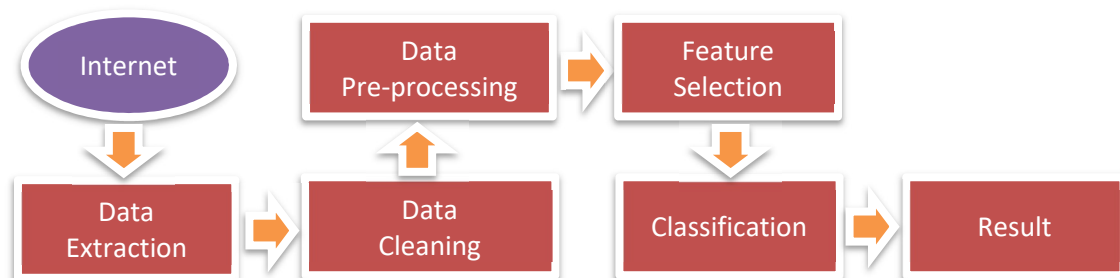 Internet
Data
Extraction
Data
Cleaning
Data
Pre-processing
Feature
Selection
Classification
Result